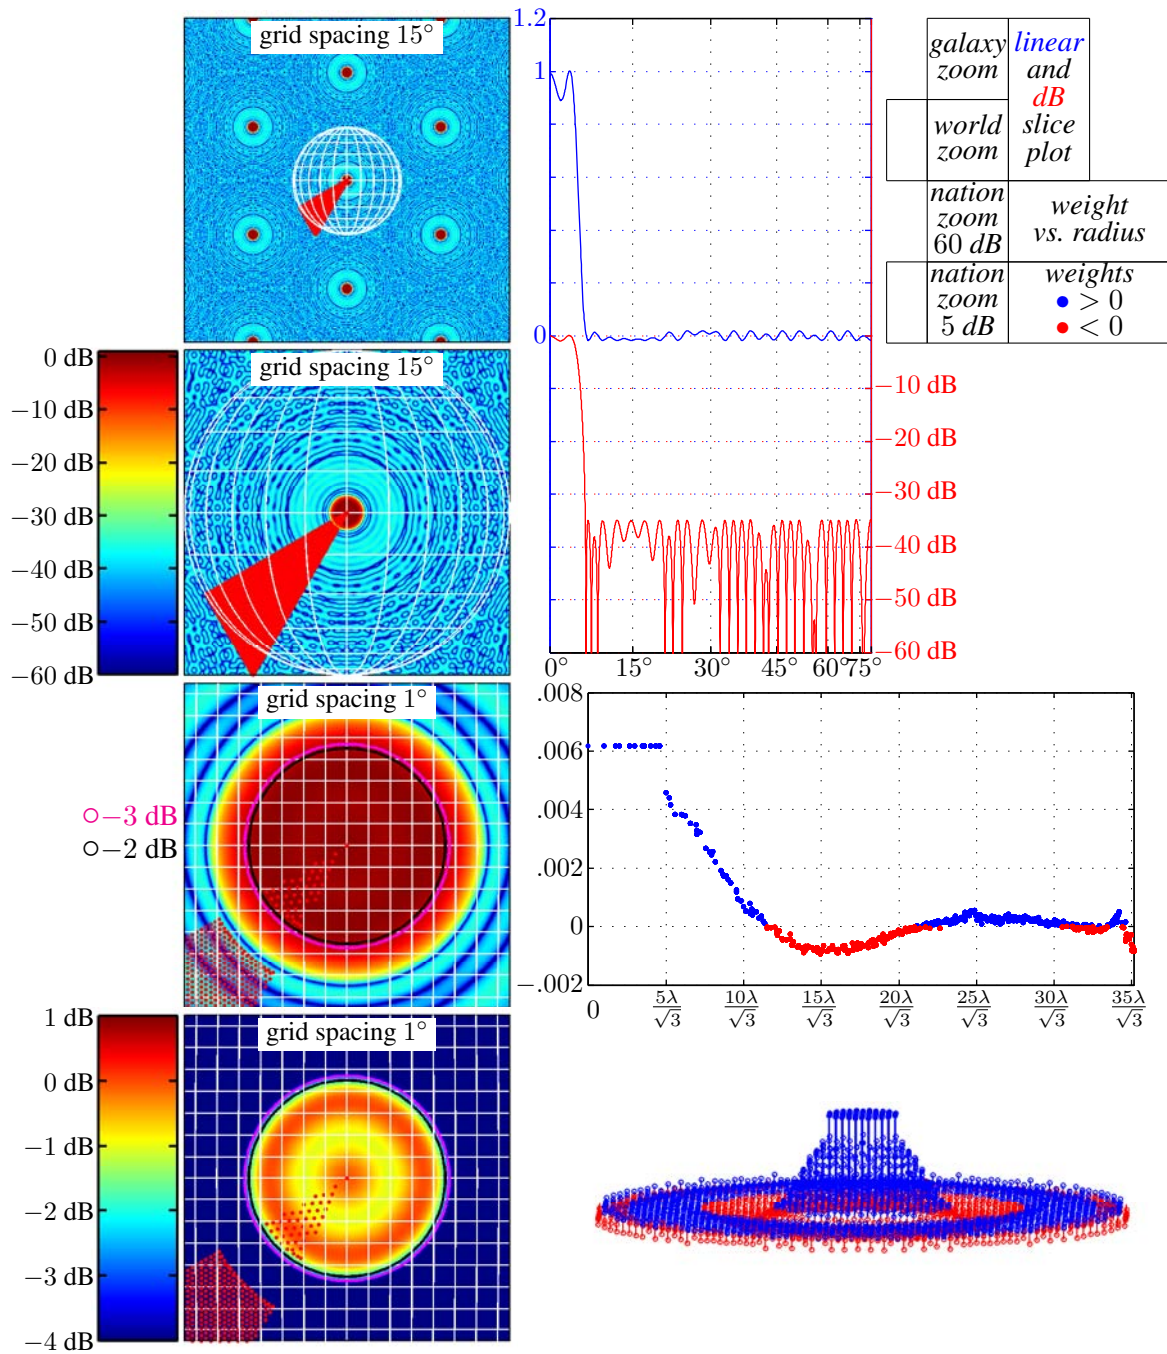 grid spacing 15°
1.2
1
0
galaxy zoom
linear and dB slice plot
world zoom
nation zoom 60 dB
weight vs. radius
nation zoom 5 dB
weights
> 0
< 0
grid spacing 15°
0 dB
−10 dB
−20 dB
−30 dB
−40 dB
−50 dB
−60 dB
−10 dB
−20 dB
−30 dB
−40 dB
−50 dB
−60 dB
0° 15° 30° 45° 60° 75°
grid spacing 1°
−3 dB
−2 dB
.008
.006
.004
.002
0
−.002
0 5λ/√3 10λ/√3 15λ/√3 20λ/√3 25λ/√3 30λ/√3 35λ/√3
grid spacing 1°
1 dB
0 dB
−1 dB
−2 dB
−3 dB
−4 dB